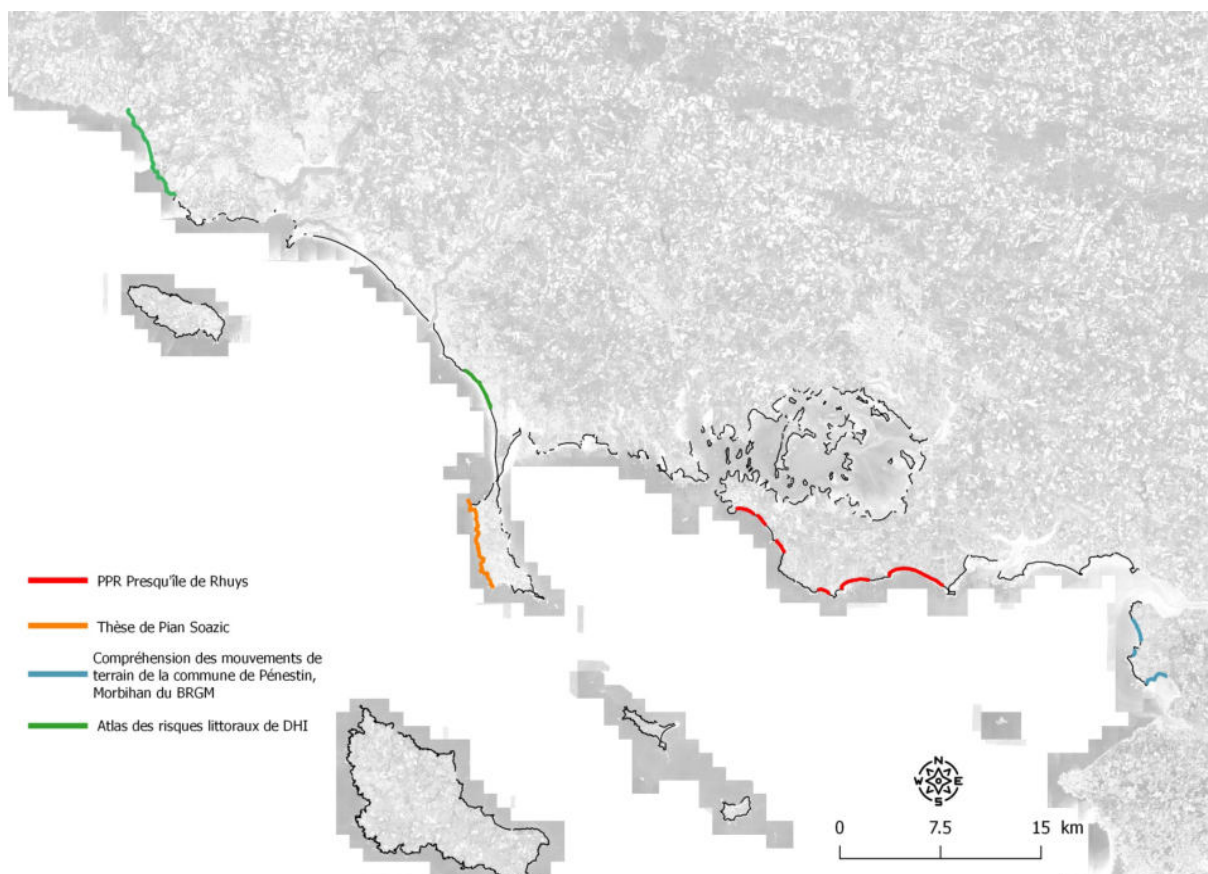 PPR Presqu'île de Rhuys
Thèse de Pian Soazic
Compréhension des mouvements de
terrain de la commune de Pénestin,
Morbihan du BRGM
Atlas des risques littoraux de DHI
N
W E
S
0 7.5 15 km